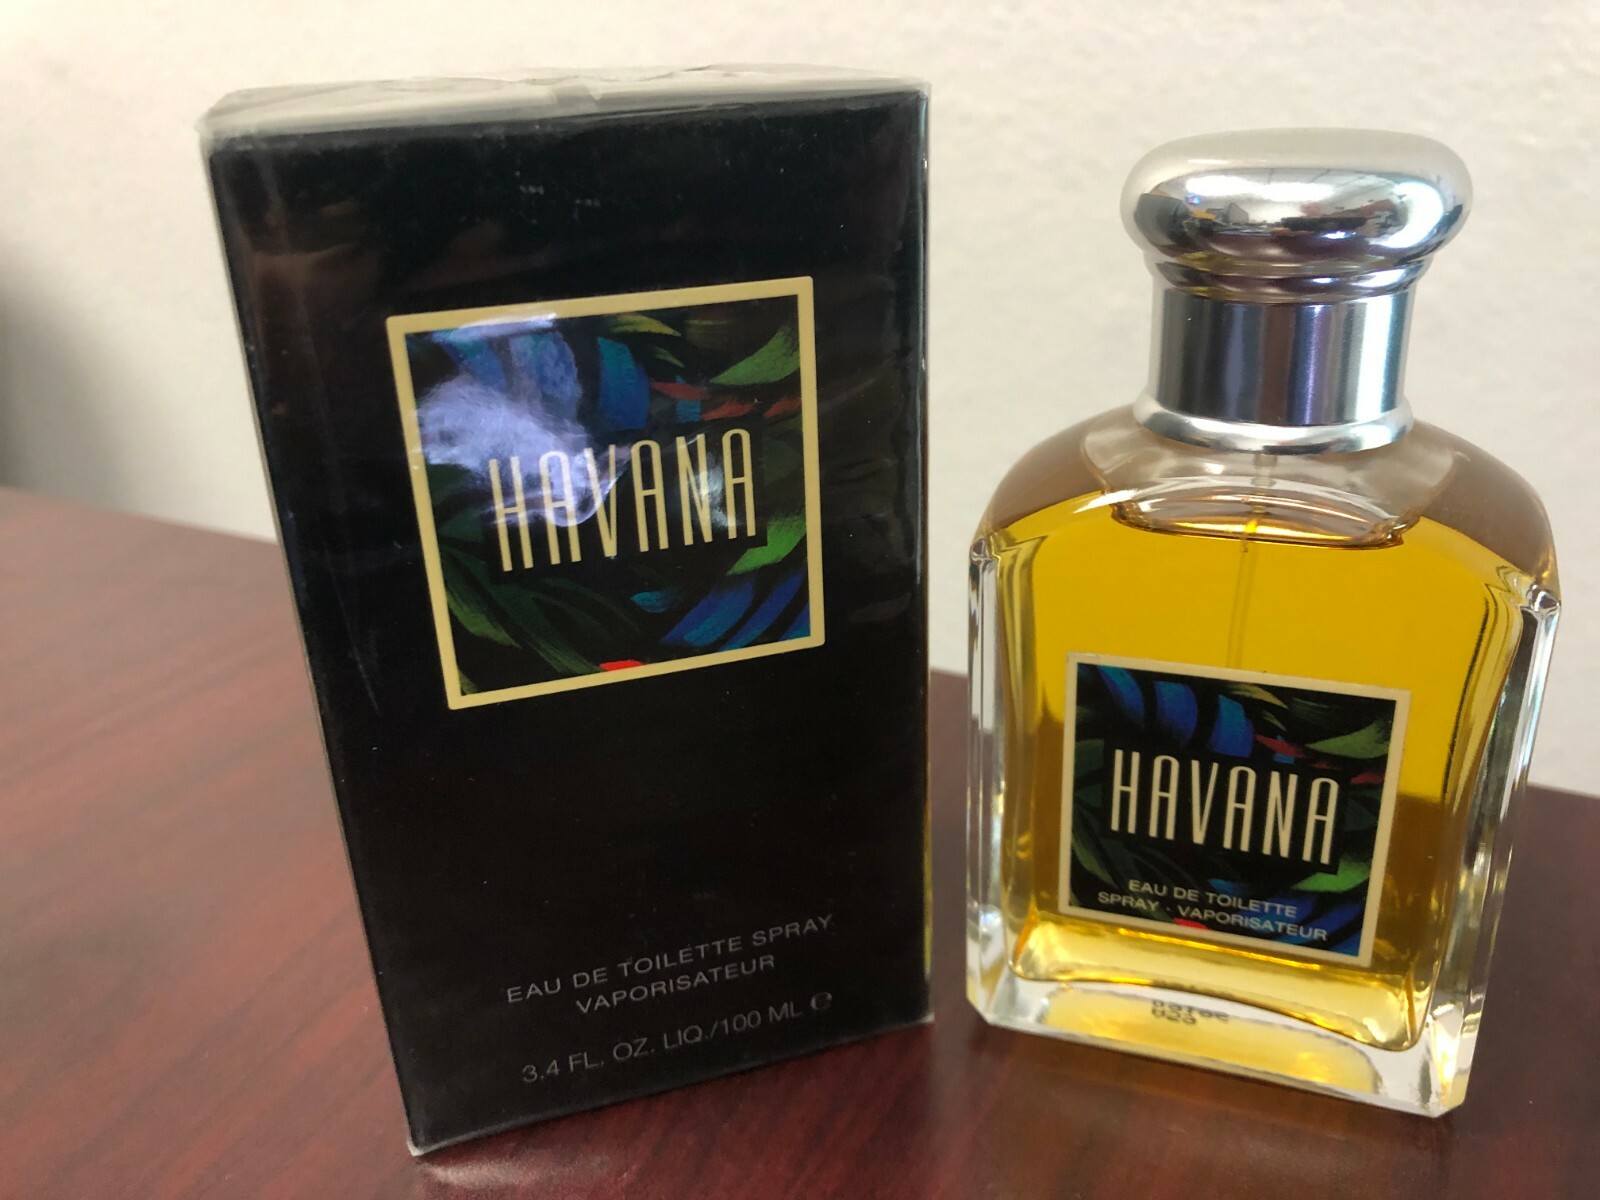 HAVANA
EAU DE TOILETTE SPRAY
VAPORISATEUR
3.4 FL. OZ. LIQ./100 ML ℮
HAVANA
EAU DE TOILETTE
SPRAY · VAPORISATEUR